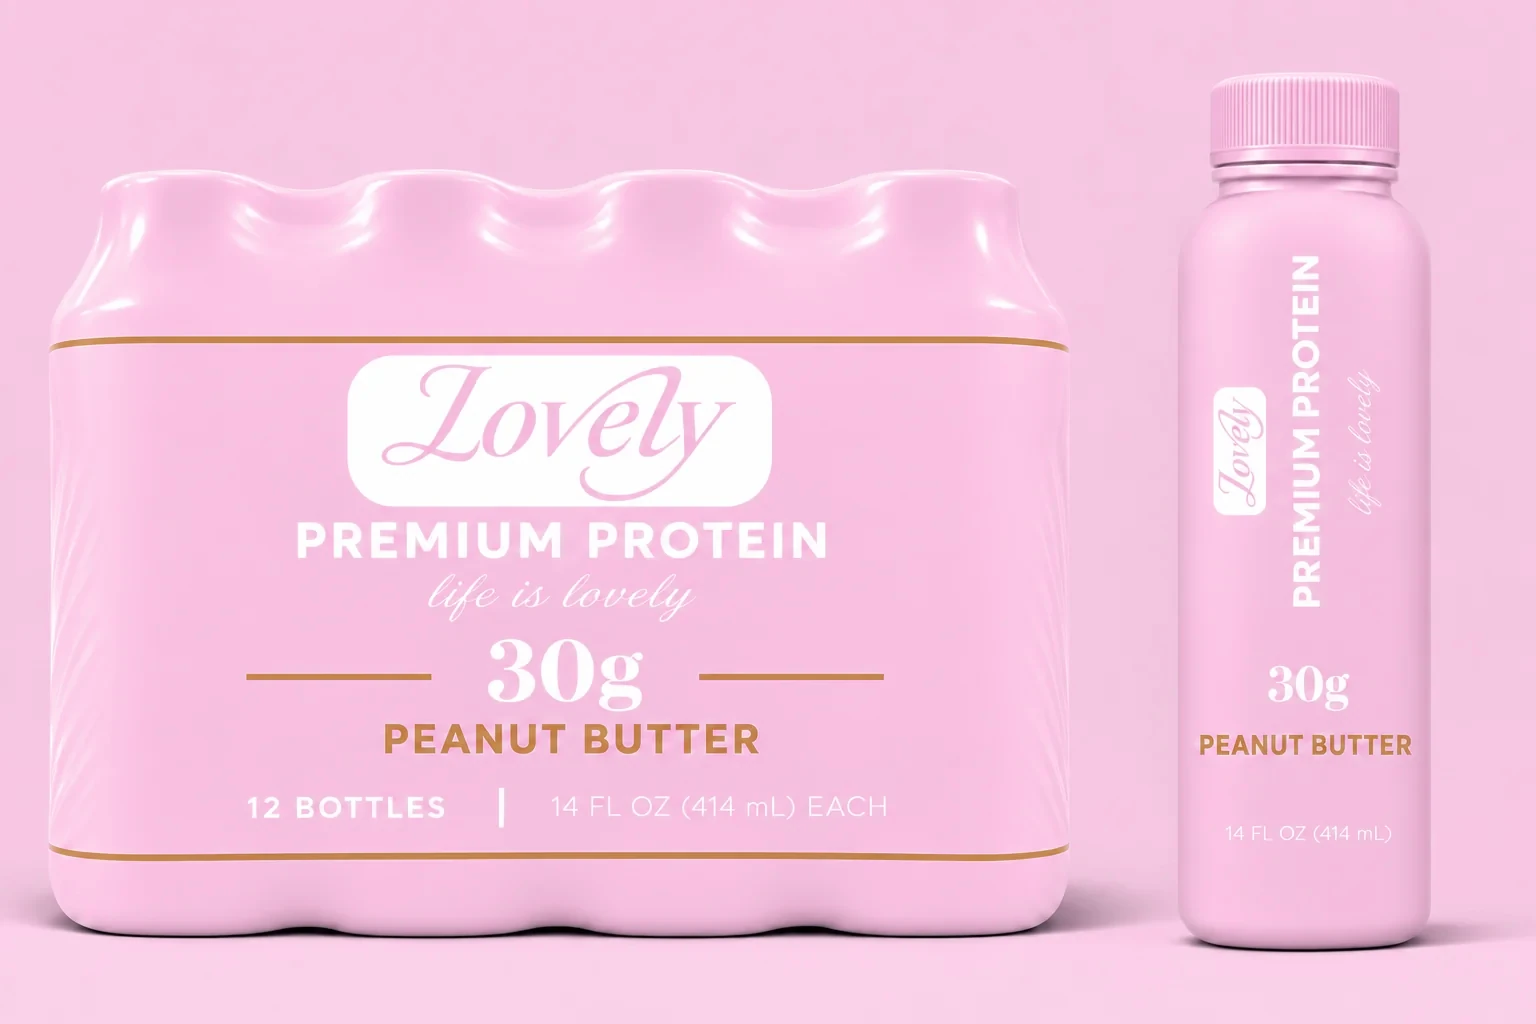 Lovely
PREMIUM PROTEIN
life is lovely
30g
PEANUT BUTTER
12 BOTTLES | 14 FL OZ (414 mL) EACH
Lovely
PREMIUM PROTEIN
life is lovely
30g
PEANUT BUTTER
14 FL OZ (414 mL)